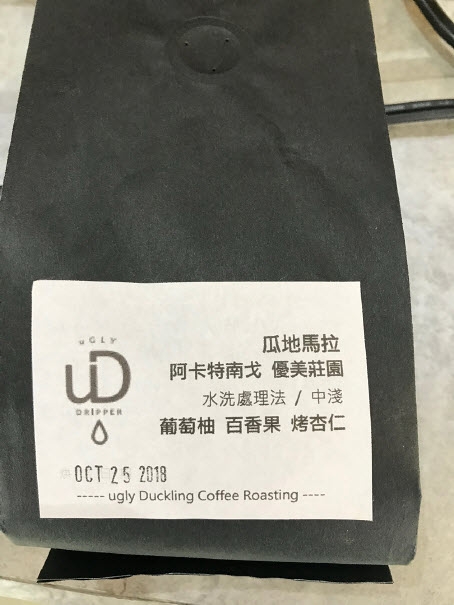 uGLy
uD
DRiPPER
瓜地馬拉
阿卡特南戈 優美莊園
水洗處理法 / 中淺
葡萄柚 百香果 烤杏仁
OCT 25 2018
----- ugly Duckling Coffee Roasting ----